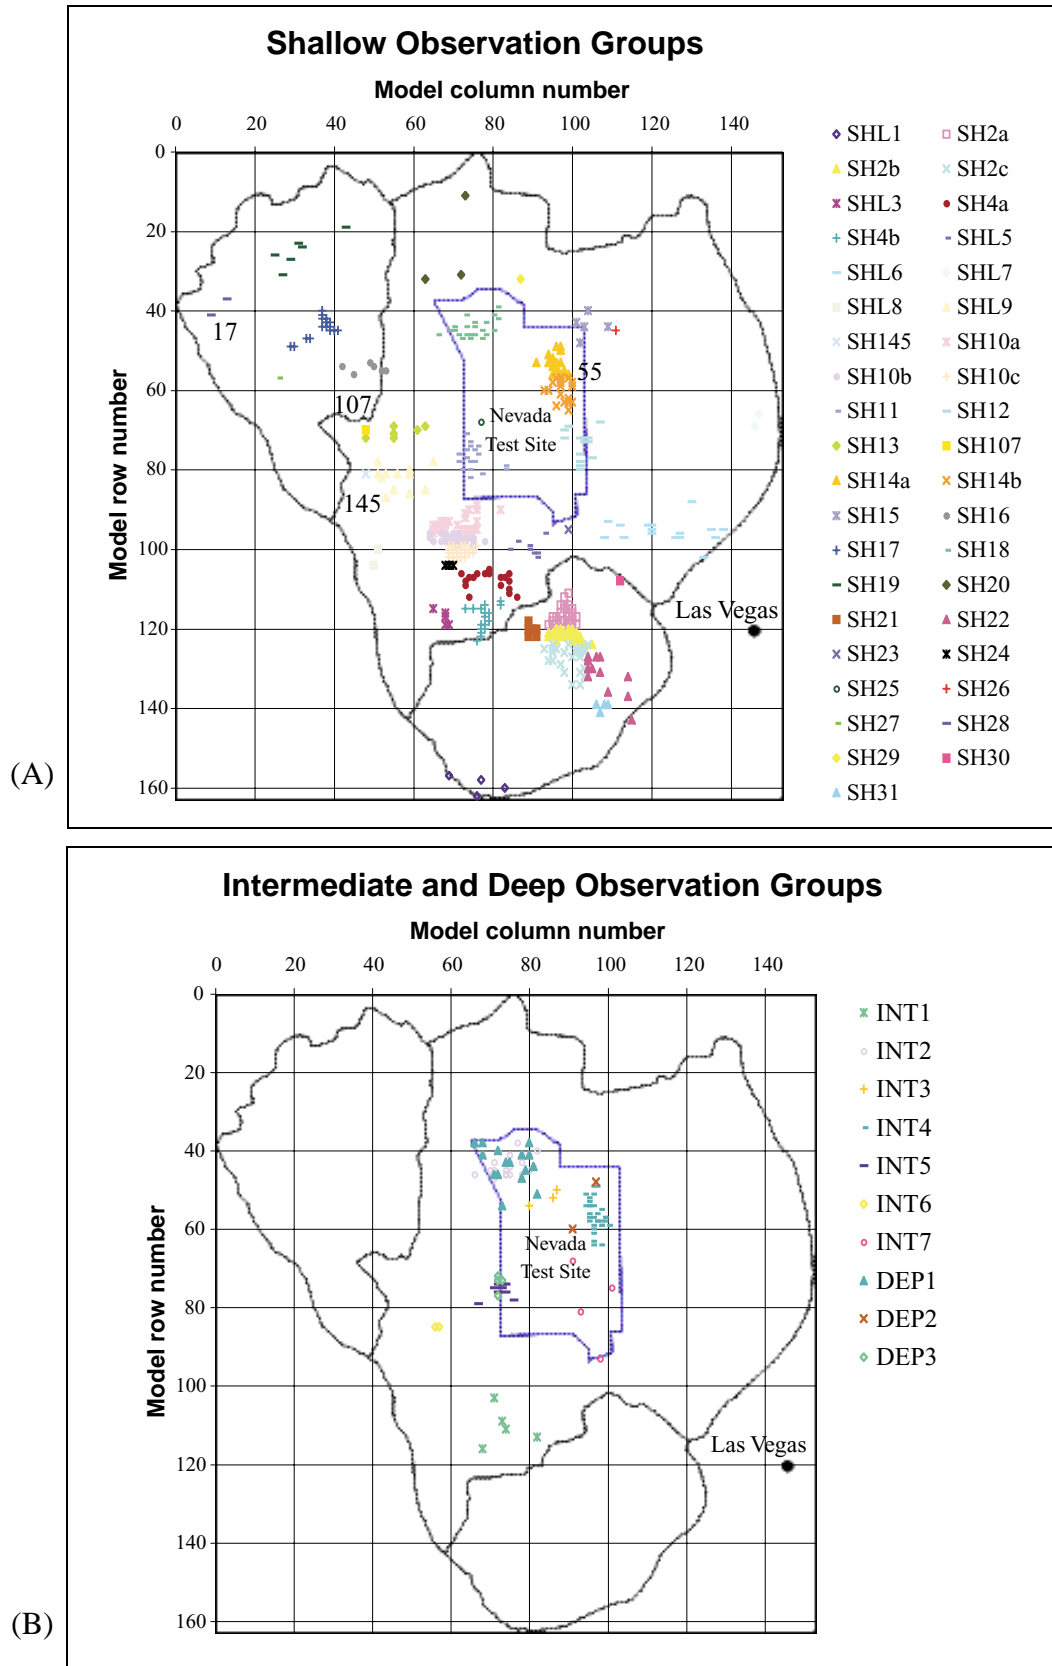 Shallow Observation Groups
Model column number
0 20 40 60 80 100 120 140
Model row number
0
20
40
60
80
100
120
140
160
17
107
145
55
Nevada
Test Site
Las Vegas
SHL1 SH2a
SH2b SH2c
SHL3 SH4a
SH4b SHL5
SHL6 SHL7
SHL8 SHL9
SH145 SH10a
SH10b SH10c
SH11 SH12
SH13 SH107
SH14a SH14b
SH15 SH16
SH17 SH18
SH19 SH20
SH21 SH22
SH23 SH24
SH25 SH26
SH27 SH28
SH29 SH30
SH31
(A)
Intermediate and Deep Observation Groups
Model column number
0 20 40 60 80 100 120 140
Model row number
0
20
40
60
80
100
120
140
160
Nevada
Test Site
Las Vegas
INT1
INT2
INT3
INT4
INT5
INT6
INT7
DEP1
DEP2
DEP3
(B)